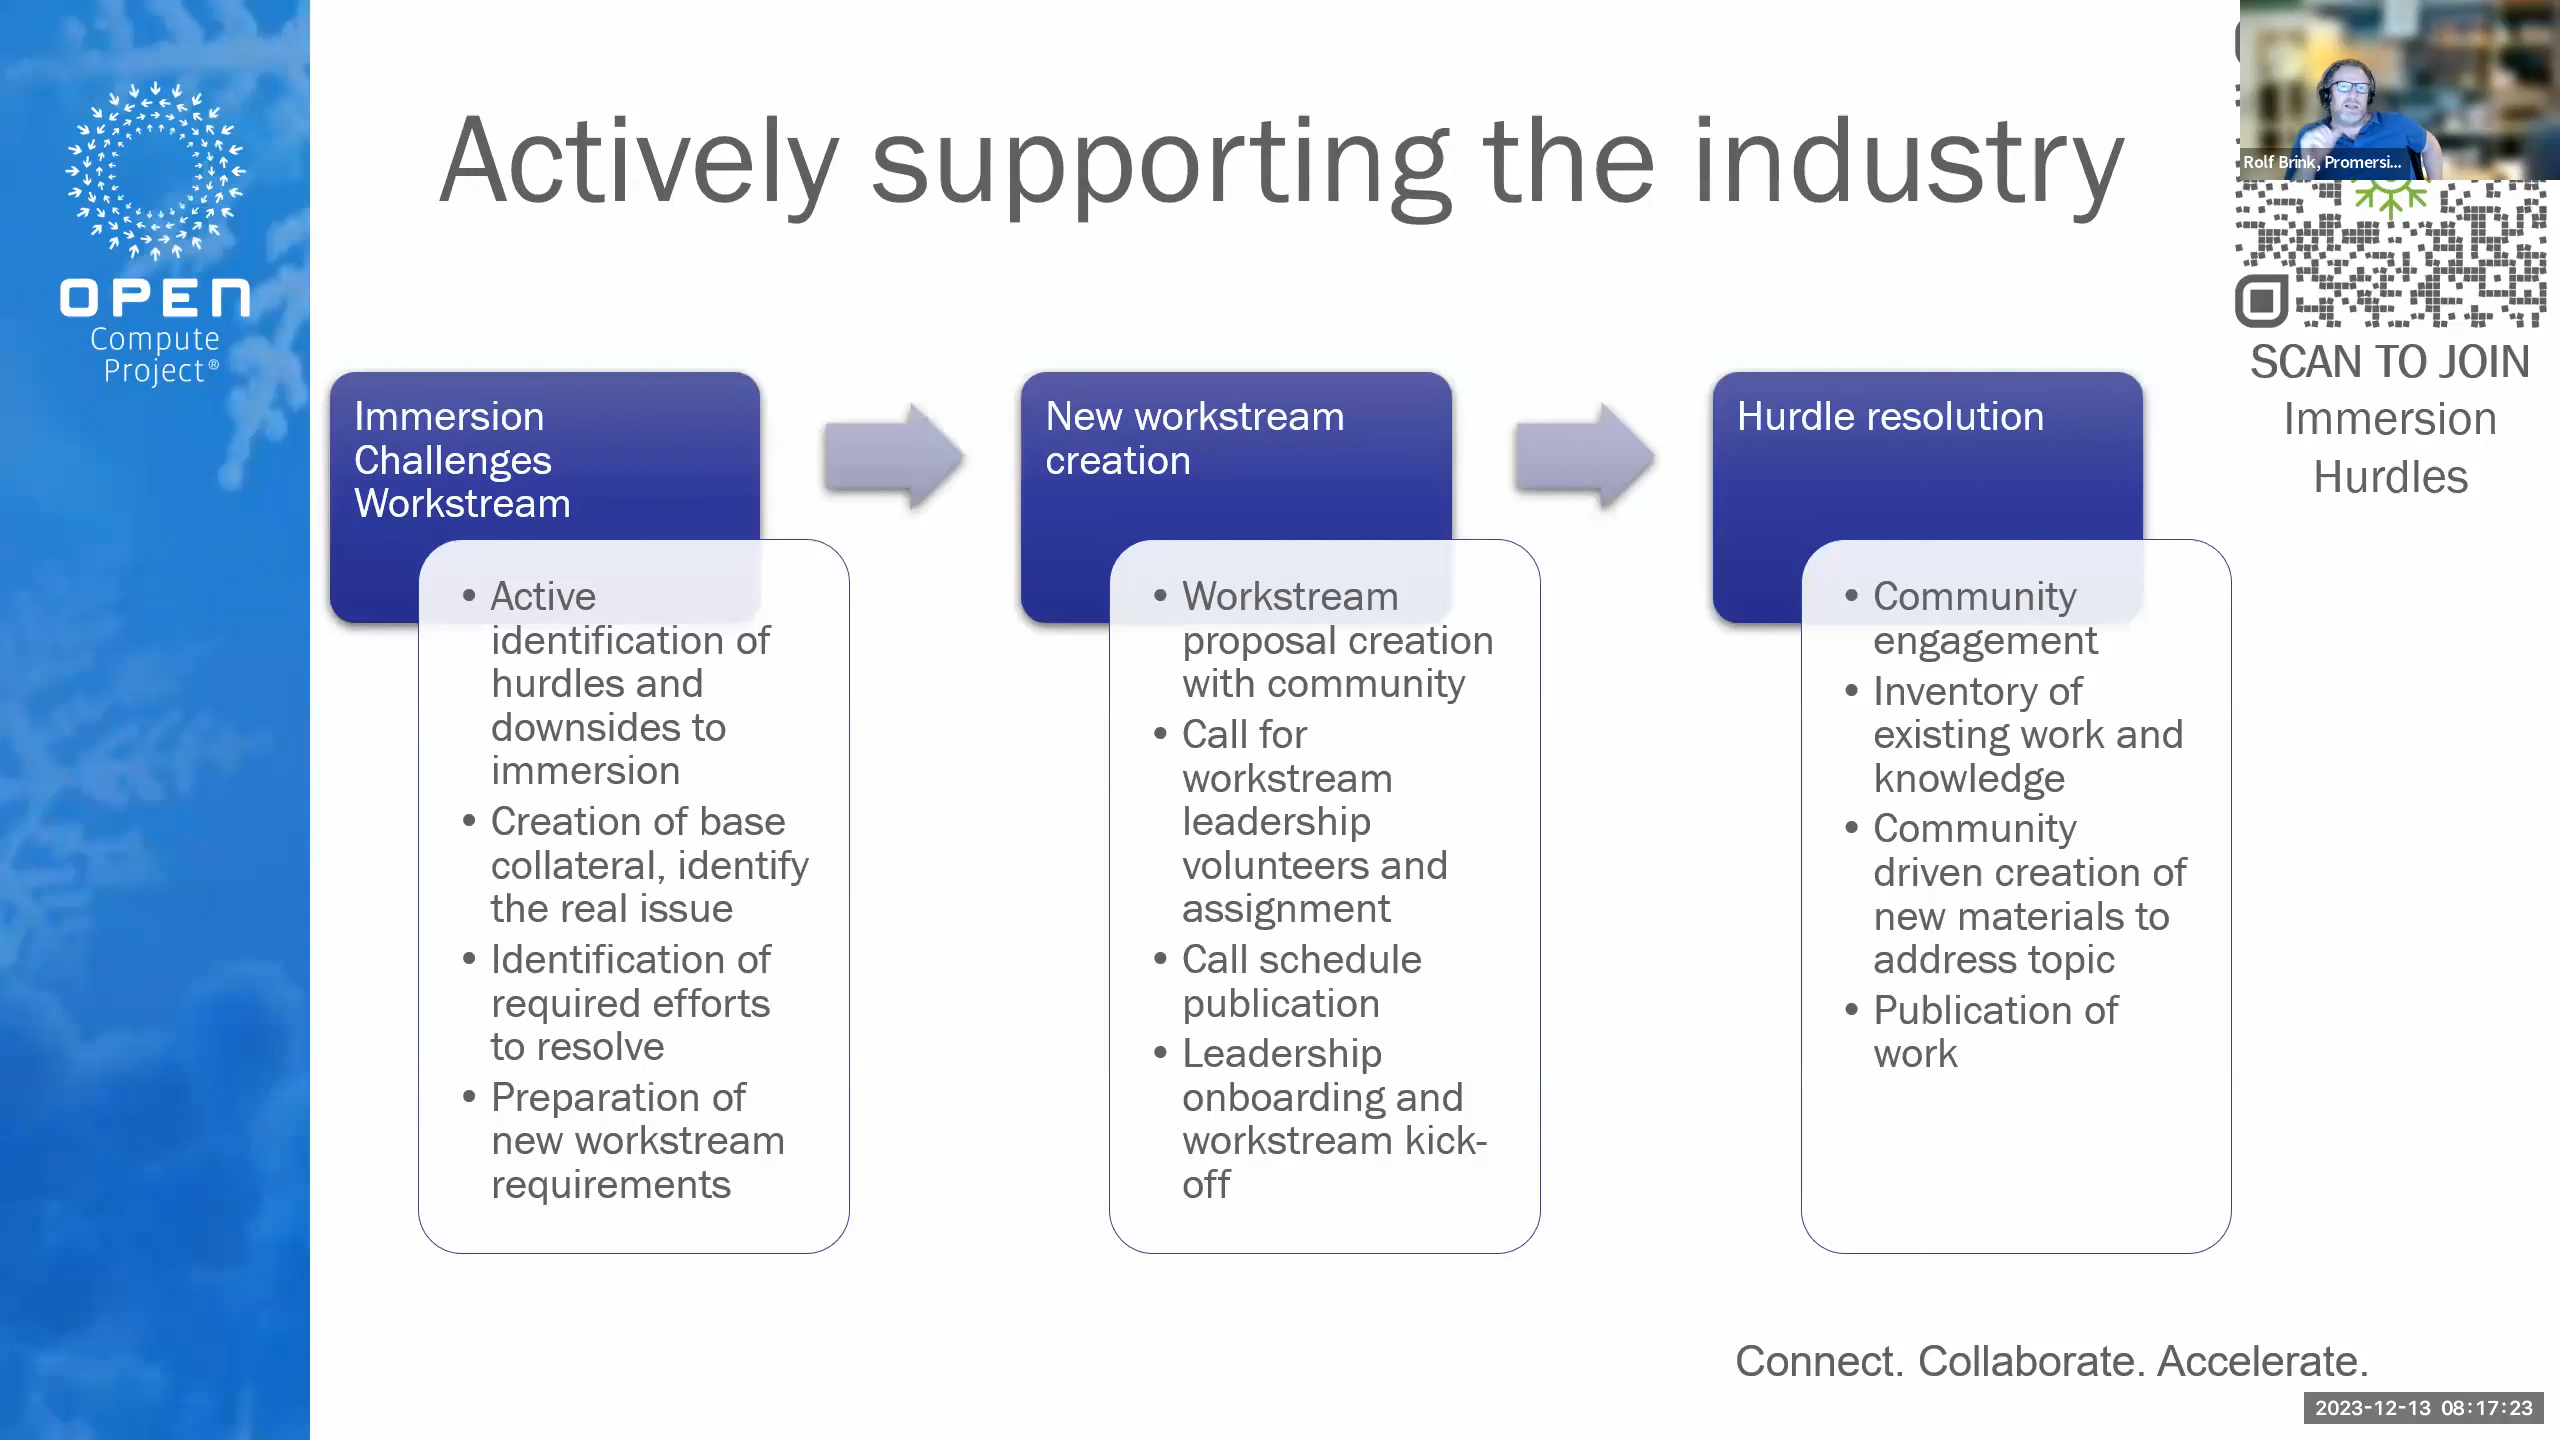 OPEN
Compute
Project®
Actively supporting the industry
Rolf Brink, Promersi...
SCAN TO JOIN
Immersion
Hurdles
Immersion
Challenges
Workstream
• Active
identification of
hurdles and
downsides to
immersion
• Creation of base
collateral, identify
the real issue
• Identification of
required efforts
to resolve
• Preparation of
new workstream
requirements
New workstream
creation
• Workstream
proposal creation
with community
• Call for
workstream
leadership
volunteers and
assignment
• Call schedule
publication
• Leadership
onboarding and
workstream kick-
off
Hurdle resolution
• Community
engagement
• Inventory of
existing work and
knowledge
• Community
driven creation of
new materials to
address topic
• Publication of
work
Connect. Collaborate. Accelerate.
2023-12-13 08:17:23